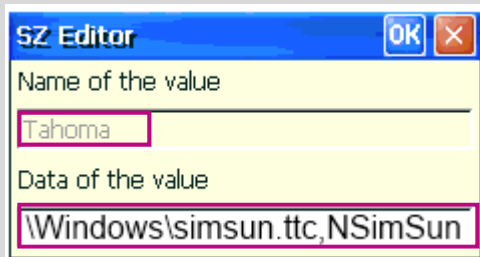 SZ Editor OK
Name of the value
Tahoma
Data of the value
\Windows\simsun.ttc,NSimSun